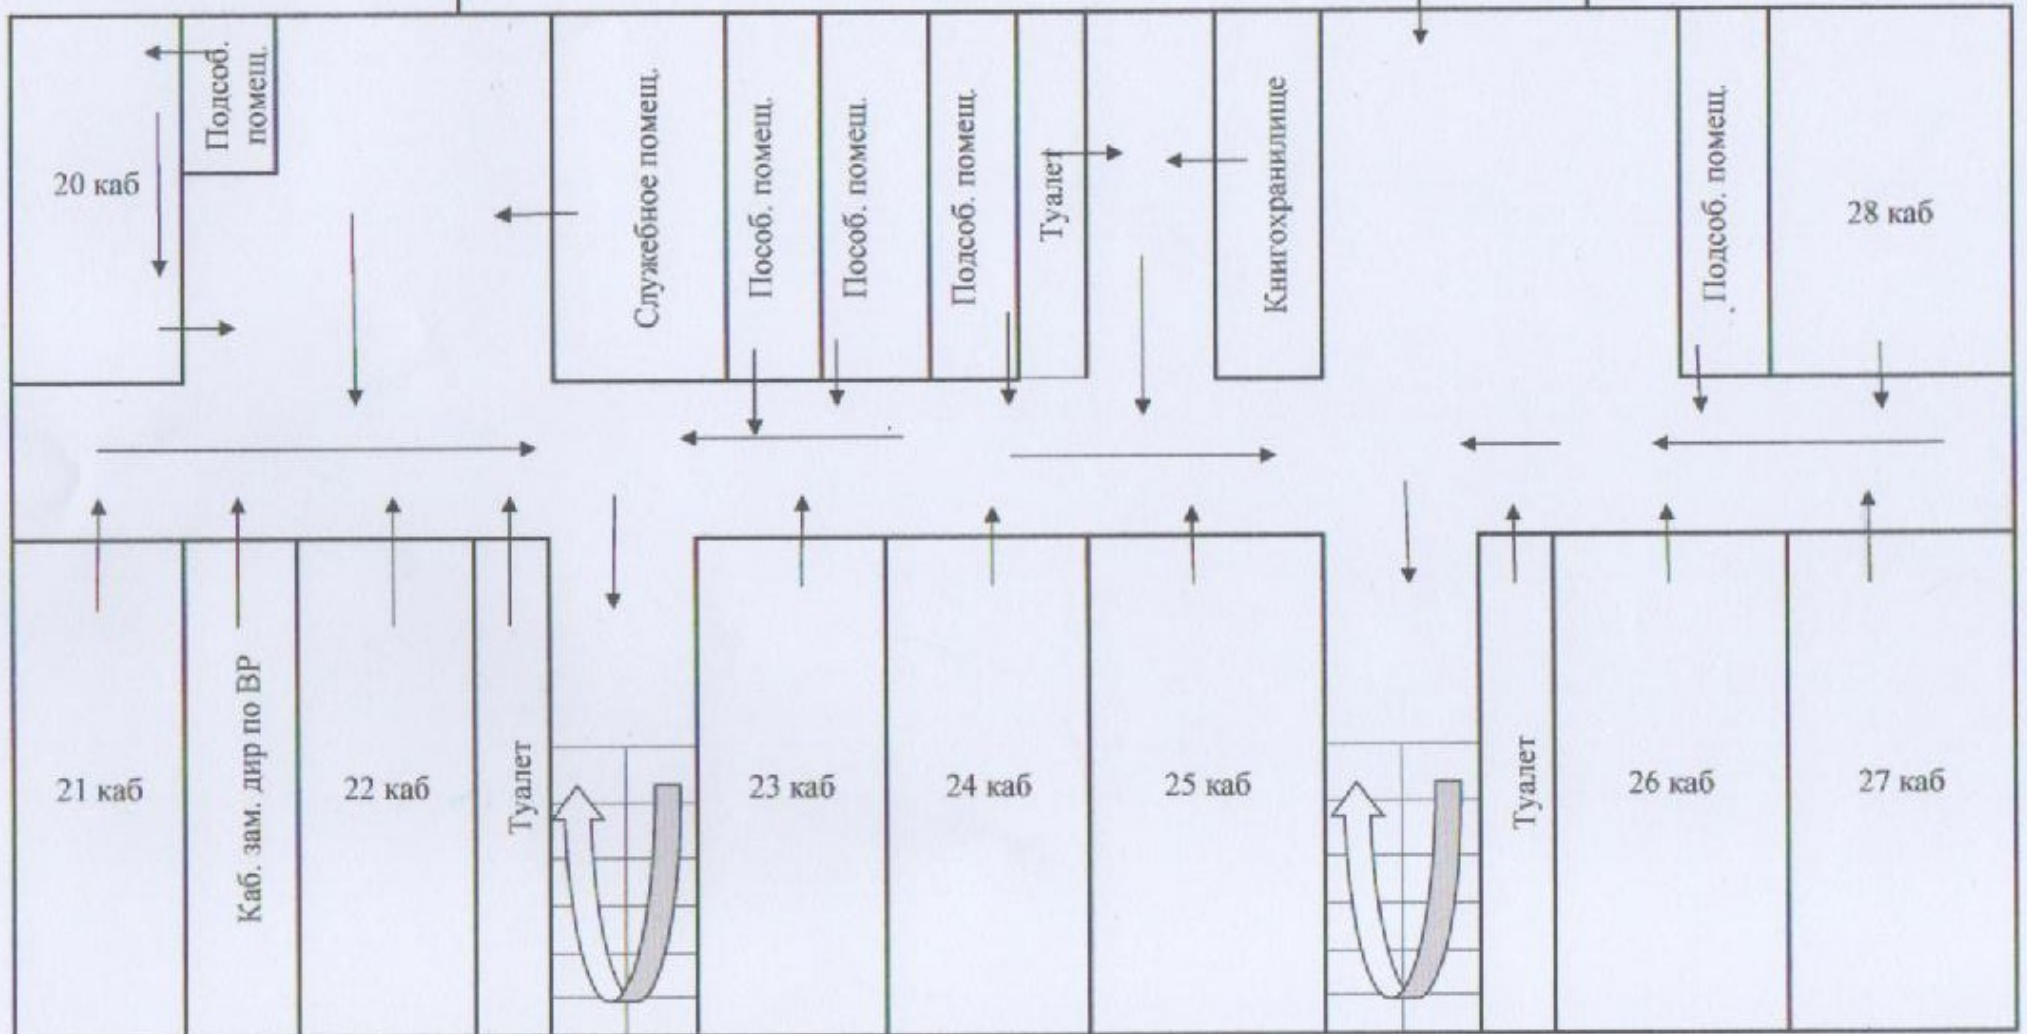 20 каб
Подсоб.
помещ.
Служебное помещ.
Пособ. помещ.
Пособ. помещ.
Подсоб. помещ.
Туалет
Книгохранилище
Подсоб. помещ.
28 каб
21 каб
Каб. зам. дир по ВР
22 каб
Туалет
23 каб
24 каб
25 каб
Туалет
26 каб
27 каб